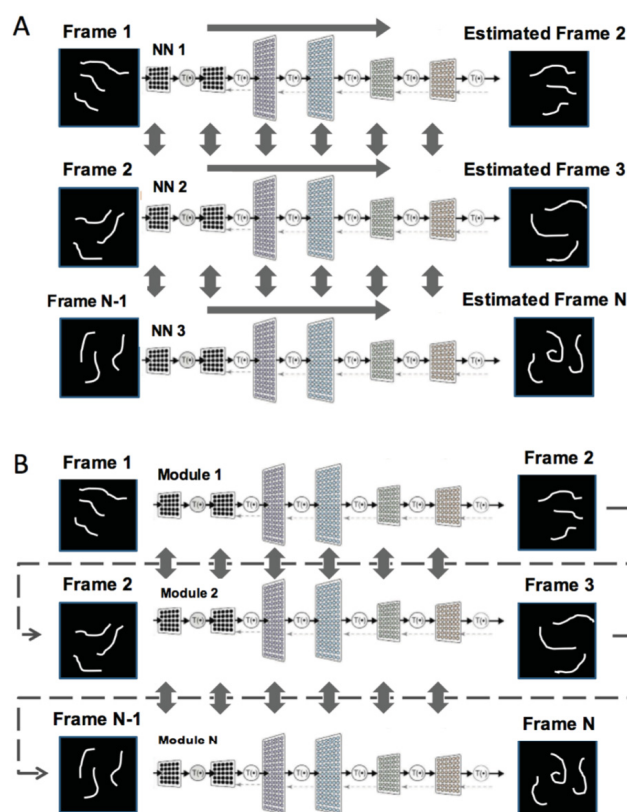 A
Frame 1
NN 1
Estimated Frame 2
T(•) T(•) T(•) T(•) T(•) T(•)
Frame 2
NN 2
Estimated Frame 3
T(•) T(•) T(•) T(•) T(•) T(•)
Frame N-1
NN 3
Estimated Frame N
T(•) T(•) T(•) T(•) T(•) T(•)
B
Frame 1
Module 1
Frame 2
T(•) T(•) T(•) T(•) T(•) T(•)
Frame 2
Module 2
Frame 3
T(•) T(•) T(•) T(•) T(•) T(•)
Frame N-1
Module N
Frame N
T(•) T(•) T(•) T(•) T(•) T(•)